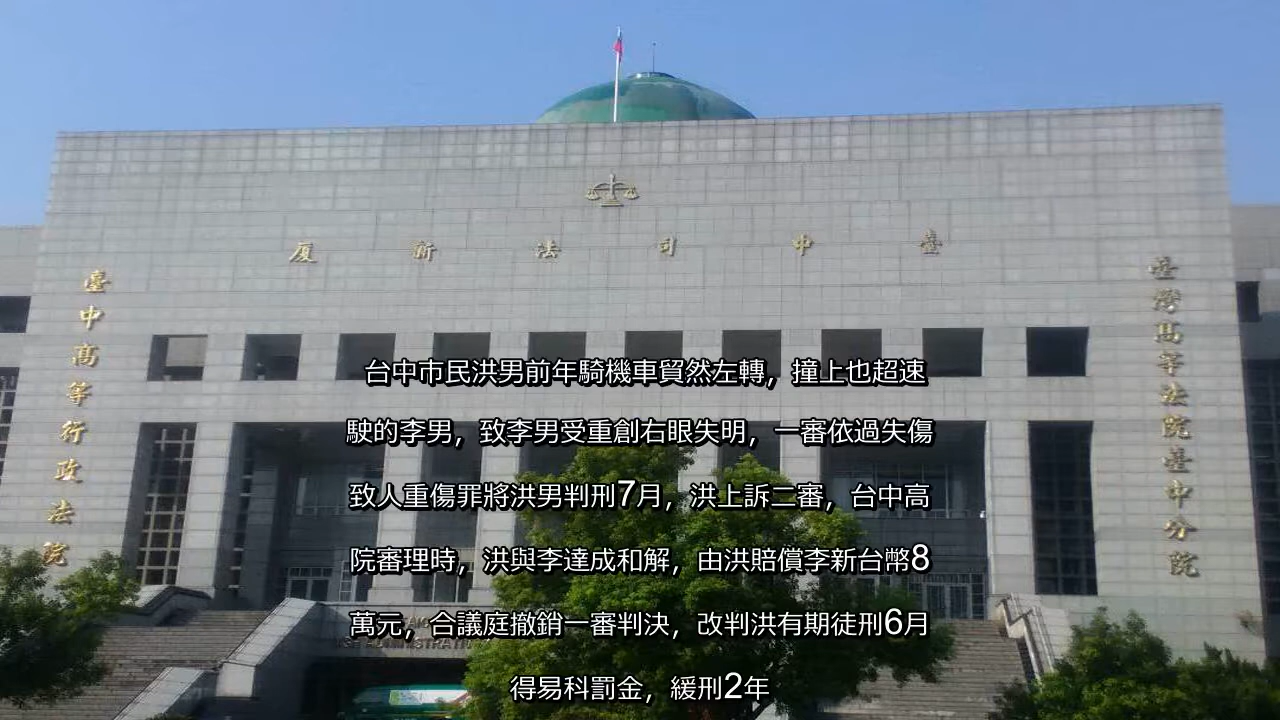 廈新法司中臺
臺中高等行政法院
臺灣高等法院臺中分院
台中市民洪男前年騎機車貿然左轉，撞上也超速
駛的李男，致李男受重創右眼失明，一審依過失傷
致人重傷罪將洪男判刑7月，洪上訴二審，台中高
院審理時，洪與李達成和解，由洪賠償李新台幣8
萬元，合議庭撤銷一審判決，改判洪有期徒刑6月
得易科罰金，緩刑2年